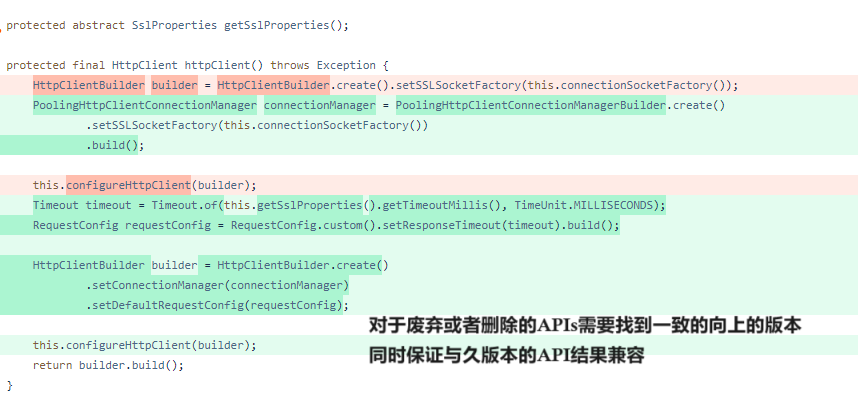 protected abstract SslProperties getSslProperties();
protected final HttpClient httpClient() throws Exception {
HttpClientBuilder builder = HttpClientBuilder.create().setSSLSocketFactory(this.connectionSocketFactory());
PoolingHttpClientConnectionManager connectionManager = PoolingHttpClientConnectionManagerBuilder.create()
.setSSLSocketFactory(this.connectionSocketFactory())
.build();
this.configureHttpClient(builder);
Timeout timeout = Timeout.of(this.getSslProperties().getTimeoutMillis(), TimeUnit.MILLISECONDS);
RequestConfig requestConfig = RequestConfig.custom().setResponseTimeout(timeout).build();
HttpClientBuilder builder = HttpClientBuilder.create()
.setConnectionManager(connectionManager)
.setDefaultRequestConfig(requestConfig);
对于废弃或者删除的APIs需要找到一致的向上的版本
this.configureHttpClient(builder);
同时保证与久版本的API结果兼容
return builder.build();
}